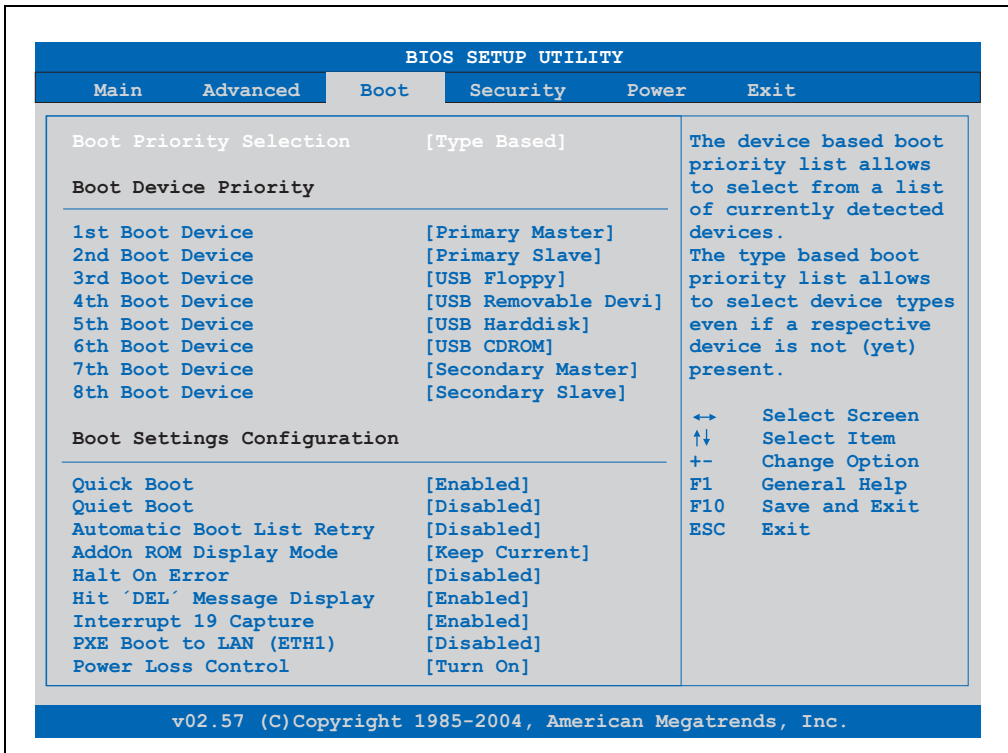 BIOS SETUP UTILITY
Main Advanced Boot Security Power Exit
Boot Priority Selection [Type Based]
Boot Device Priority
1st Boot Device [Primary Master]
2nd Boot Device [Primary Slave]
3rd Boot Device [USB Floppy]
4th Boot Device [USB Removable Devi]
5th Boot Device [USB Harddisk]
6th Boot Device [USB CDROM]
7th Boot Device [Secondary Master]
8th Boot Device [Secondary Slave]
Boot Settings Configuration
Quick Boot [Enabled]
Quiet Boot [Disabled]
Automatic Boot List Retry [Disabled]
AddOn ROM Display Mode [Keep Current]
Halt On Error [Disabled]
Hit ´DEL´ Message Display [Enabled]
Interrupt 19 Capture [Enabled]
PXE Boot to LAN (ETH1) [Disabled]
Power Loss Control [Turn On]
The device based boot
priority list allows
to select from a list
of currently detected
devices.
The type based boot
priority list allows
to select device types
even if a respective
device is not (yet)
present.
↔ Select Screen
↑↓ Select Item
+- Change Option
F1 General Help
F10 Save and Exit
ESC Exit
v02.57 (C)Copyright 1985-2004, American Megatrends, Inc.